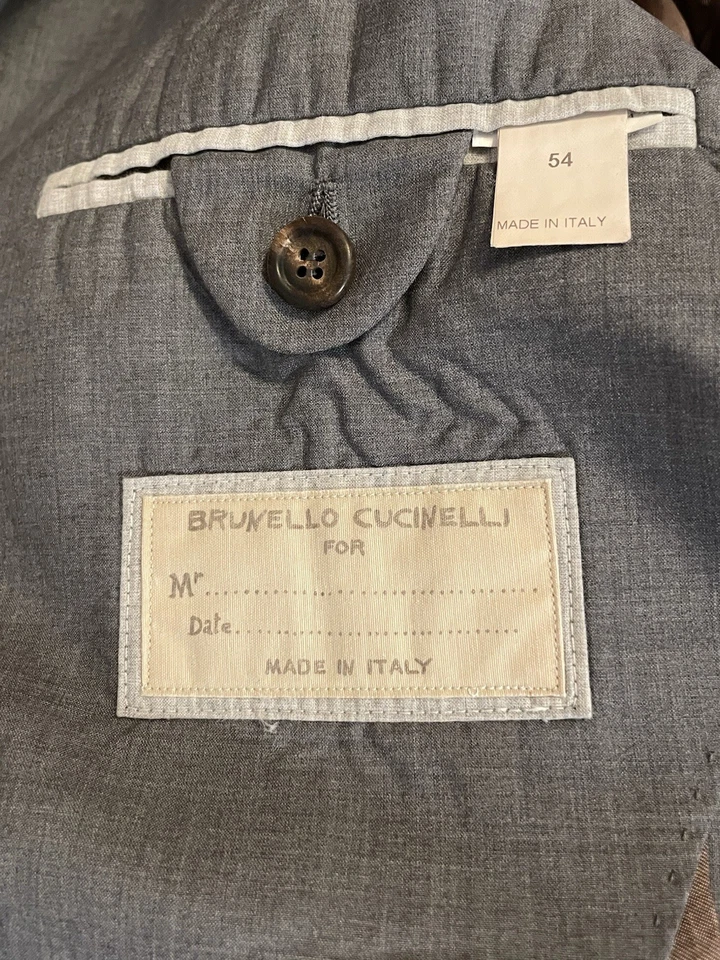 54
MADE IN ITALY
BRUNELLO CUCINELLI
FOR
Mr........................................
Date....................................
MADE IN ITALY